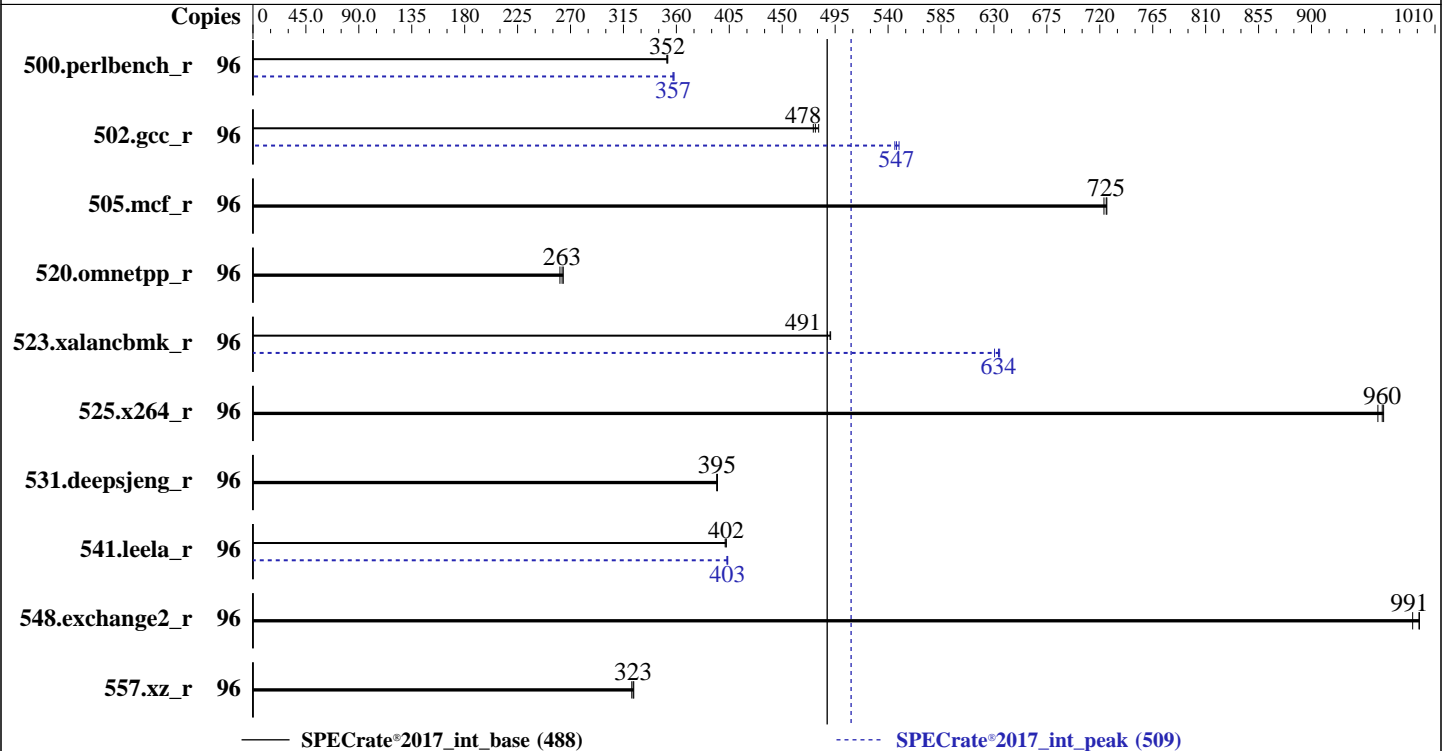 Copies 0 45.0 90.0 135 180 225 270 315 360 405 450 495 540 585 630 675 720 765 810 855 900 1010
500.perlbench_r 96 352
357
502.gcc_r 96 478
547
505.mcf_r 96 725
520.omnetpp_r 96 263
523.xalancbmk_r 96 491
634
525.x264_r 96 960
531.deepsjeng_r 96 395
541.leela_r 96 402
403
548.exchange2_r 96 991
557.xz_r 96 323
SPECrate®2017_int_base (488) SPECrate®2017_int_peak (509)